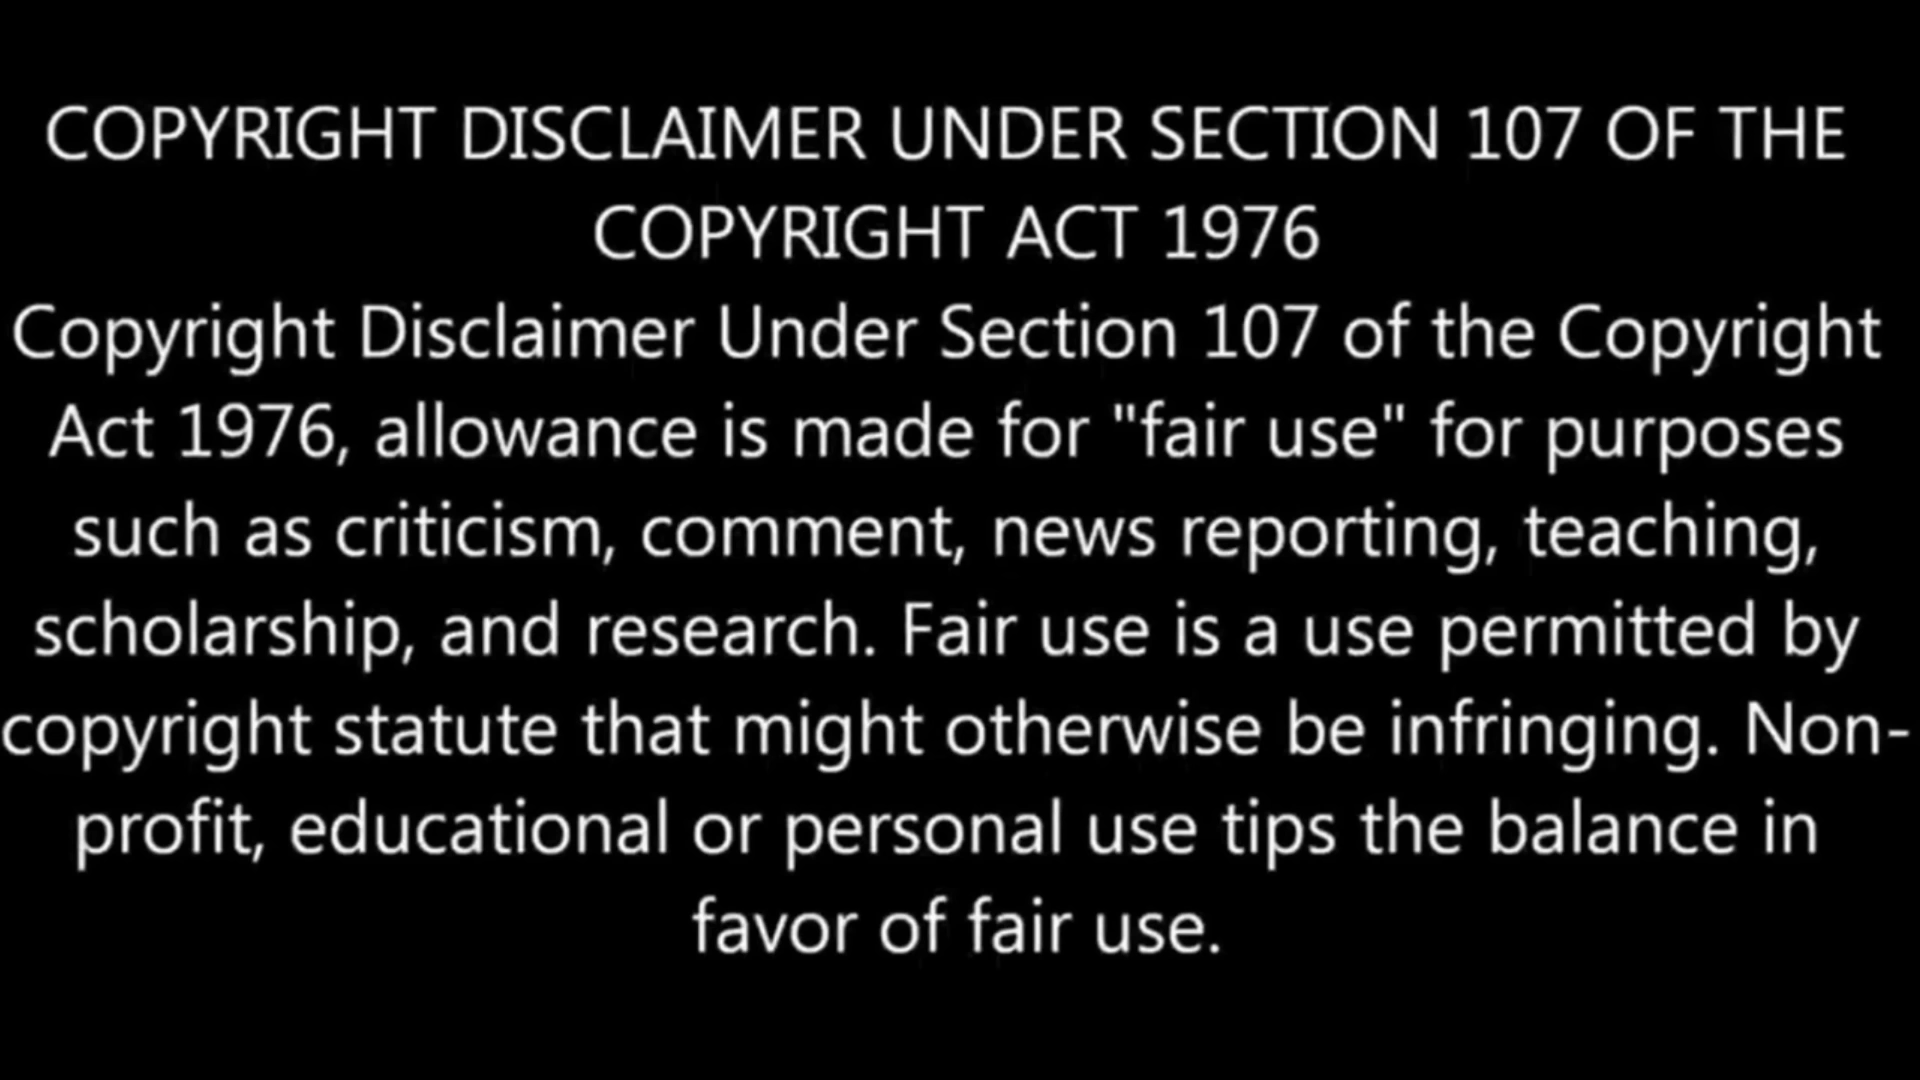 COPYRIGHT DISCLAIMER UNDER SECTION 107 OF THE
COPYRIGHT ACT 1976
Copyright Disclaimer Under Section 107 of the Copyright
Act 1976, allowance is made for "fair use" for purposes
such as criticism, comment, news reporting, teaching,
scholarship, and research. Fair use is a use permitted by
copyright statute that might otherwise be infringing. Non-
profit, educational or personal use tips the balance in
favor of fair use.